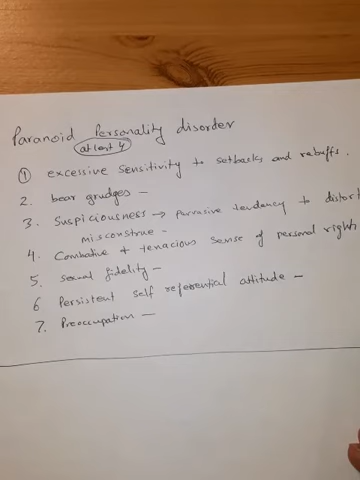 Paranoid Personality disorder
at least 4
① excessive sensitivity to setbacks and rebuffs.
2. bear grudges –
3. Suspiciousness → pervasive tendency to distort
misconstrue -
4. Combative + tenacious sense of personal rights
5. sexual fidelity –
6 Persistent self referential attitude –
7. Preoccupation –